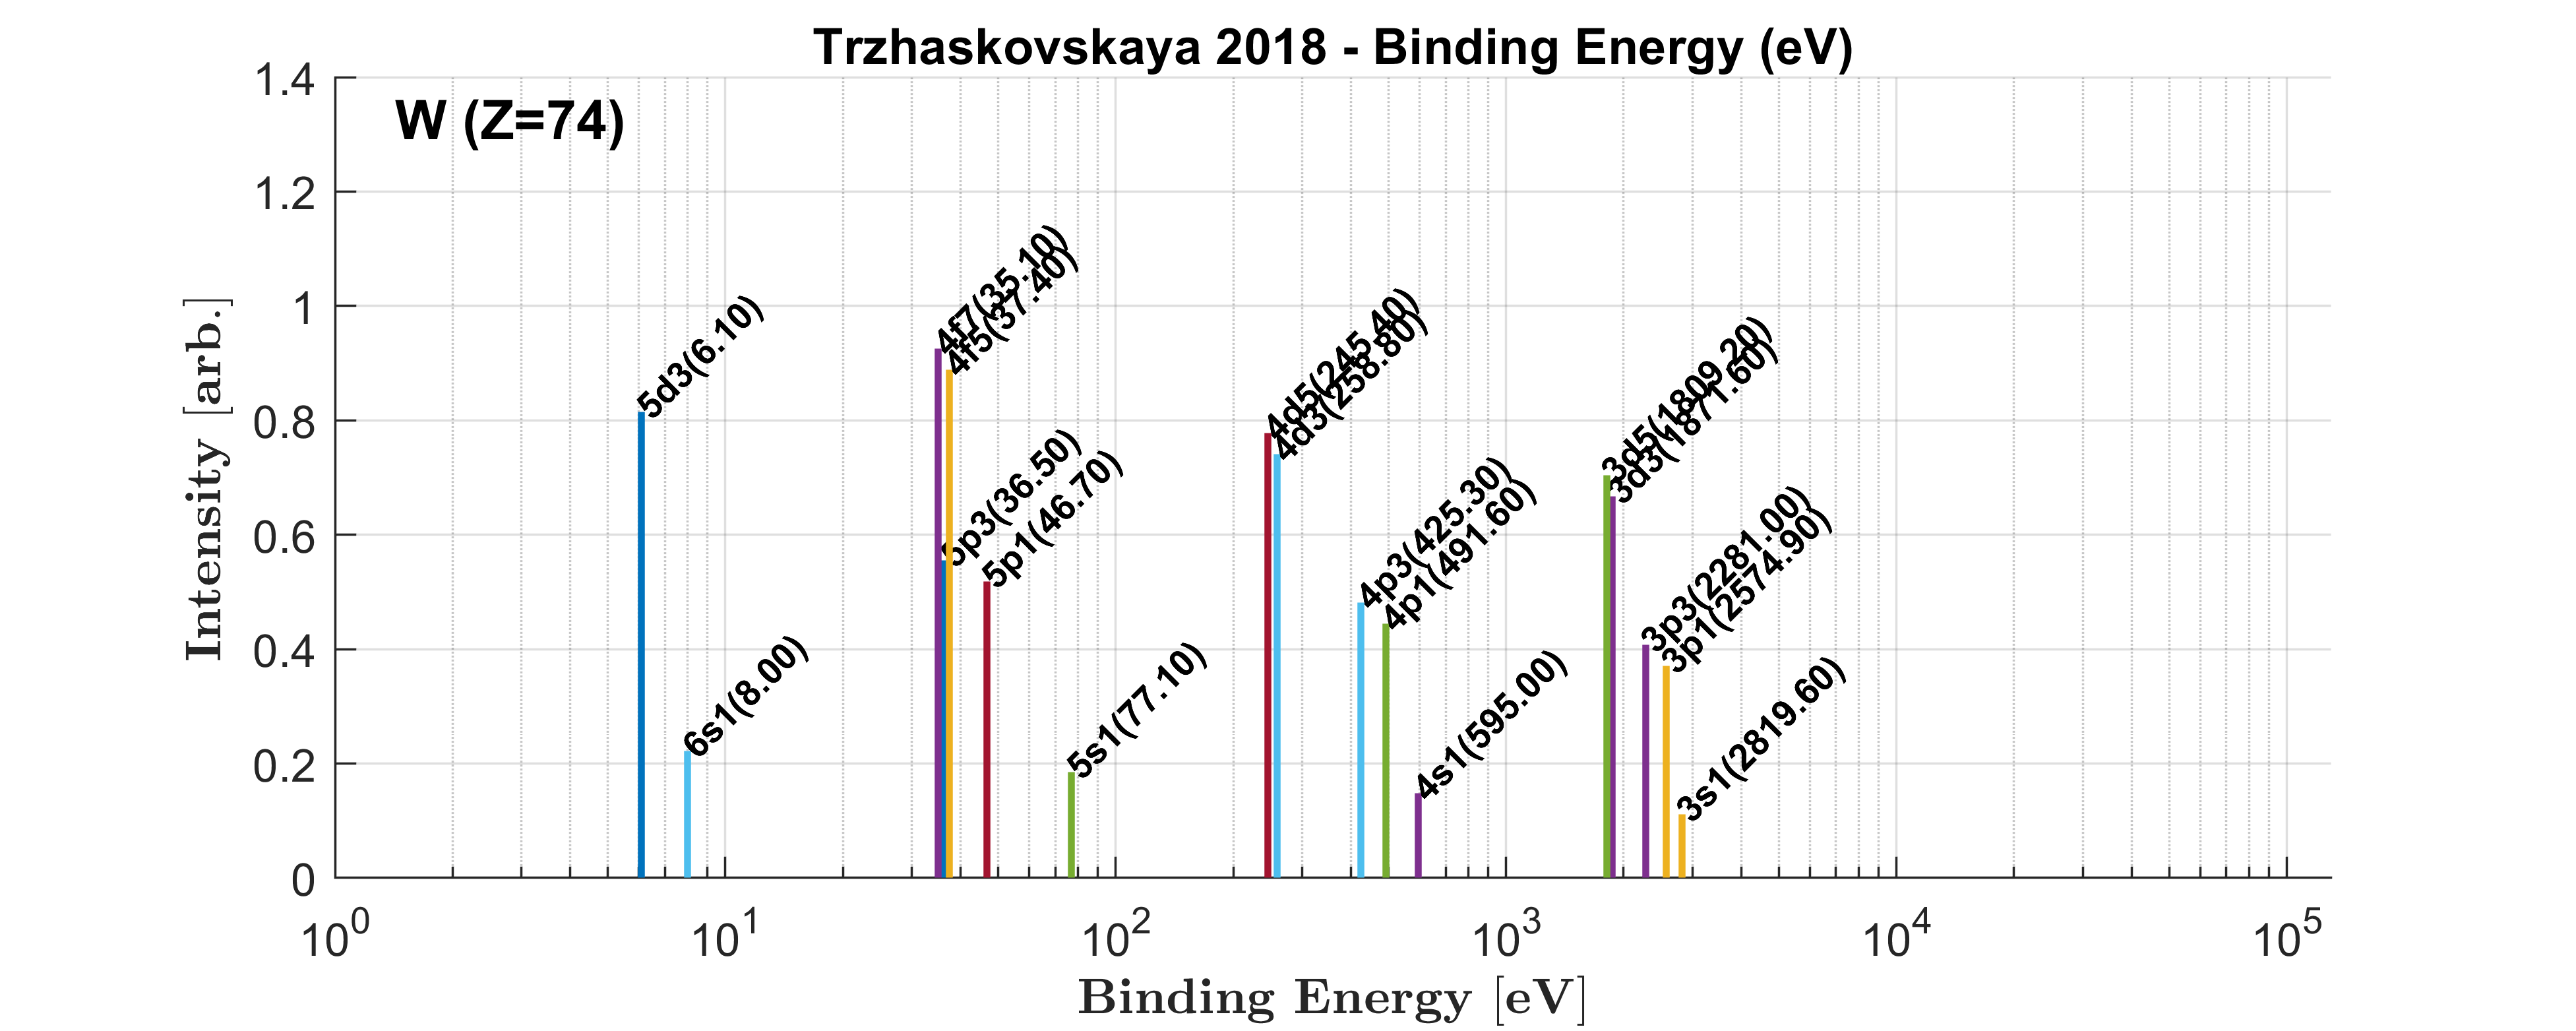 Trzhaskovskaya 2018 - Binding Energy (eV)
W (Z=74)
Intensity [arb.]
1.4
1.2
1
0.8
0.6
0.4
0.2
0
5d3(6.10)
6s1(8.00)
4f7(35.10)
4f5(37.40)
5p3(36.50)
5p1(46.70)
5s1(77.10)
4d5(245.40)
4d3(258.80)
4p3(425.30)
4p1(491.60)
4s1(595.00)
3d5(1809.20)
3d3(1871.60)
3p3(2281.00)
3p1(2574.90)
3s1(2819.60)
10^0 10^1 10^2 10^3 10^4 10^5
Binding Energy [eV]